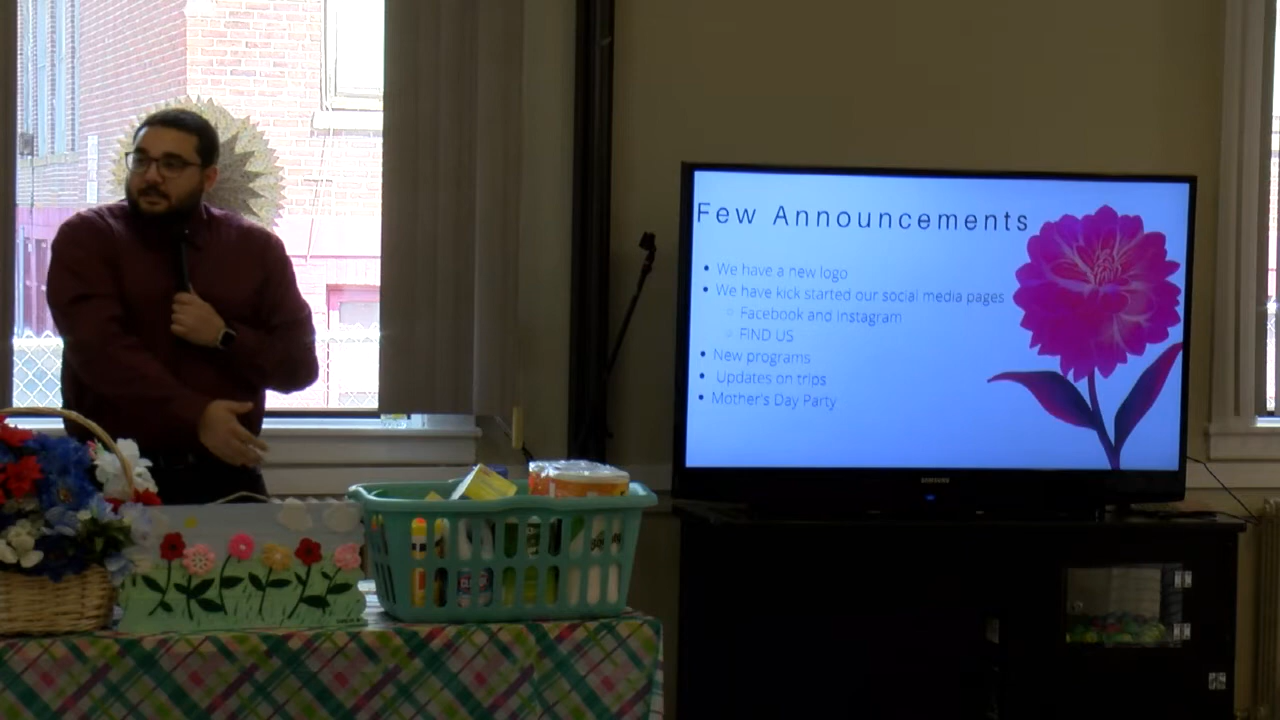 Few Announcements
We have a new logo
We have kick started our social media pages
Facebook and instagram
FIND US
New programs
Updates on trips
Mother's Day Party
SAMSUNG